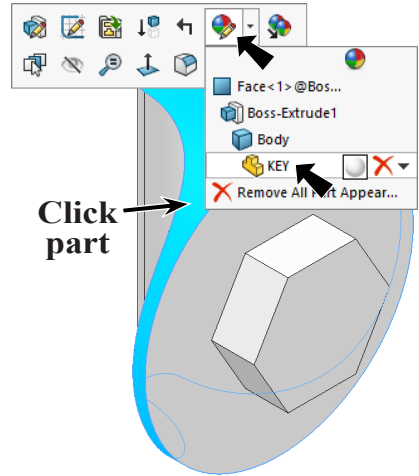 Face<1>@Bos...
Boss-Extrude1
Body
KEY
Remove All Part Appear...
Click
part